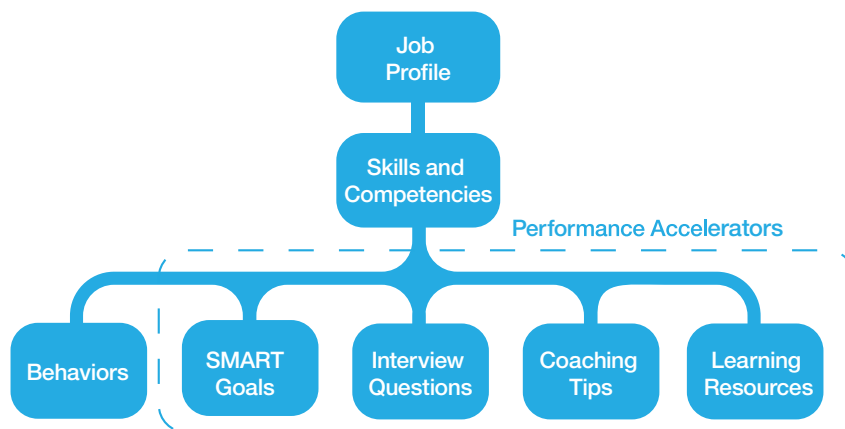 Job
Profile
Skills and
Competencies
Performance Accelerators
Behaviors
SMART
Goals
Interview
Questions
Coaching
Tips
Learning
Resources